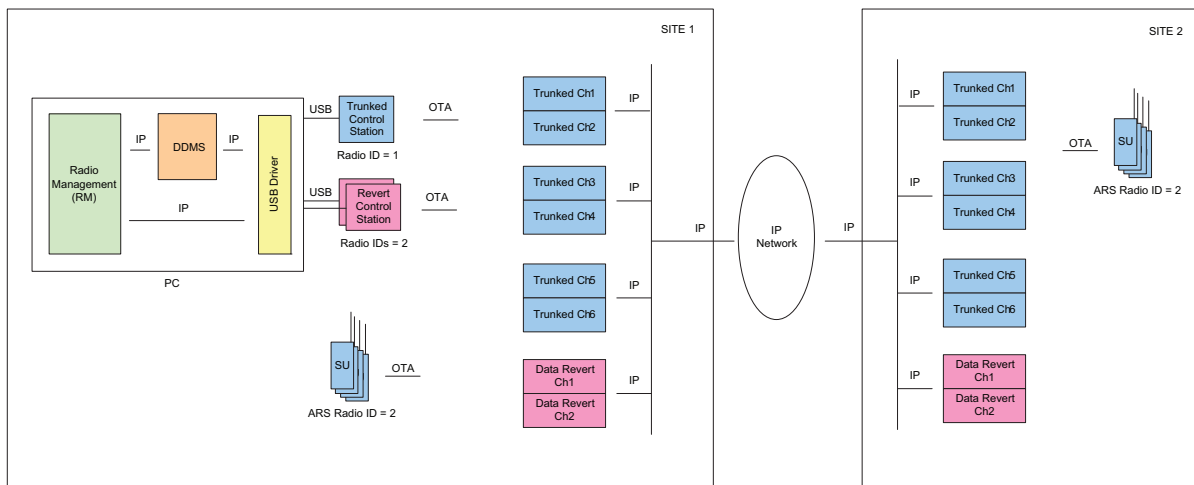 SITE 1
SITE 2
Radio
Management
(RM)
IP
DDMS
IP
IP
USB Driver
PC
USB
Trunked
Control
Station
Radio ID = 1
OTA
USB
Revert
Control
Station
Radio IDs = 2
OTA
SU
ARS Radio ID = 2
OTA
Trunked Ch1
Trunked Ch2
IP
Trunked Ch3
Trunked Ch4
IP
Trunked Ch5
Trunked Ch6
IP
Data Revert
Ch1
Data Revert
Ch2
IP
IP
IP
Network
IP
IP
Trunked Ch1
Trunked Ch2
IP
Trunked Ch3
Trunked Ch4
IP
Trunked Ch5
Trunked Ch6
IP
Data Revert
Ch1
Data Revert
Ch2
OTA
SU
ARS Radio ID = 2